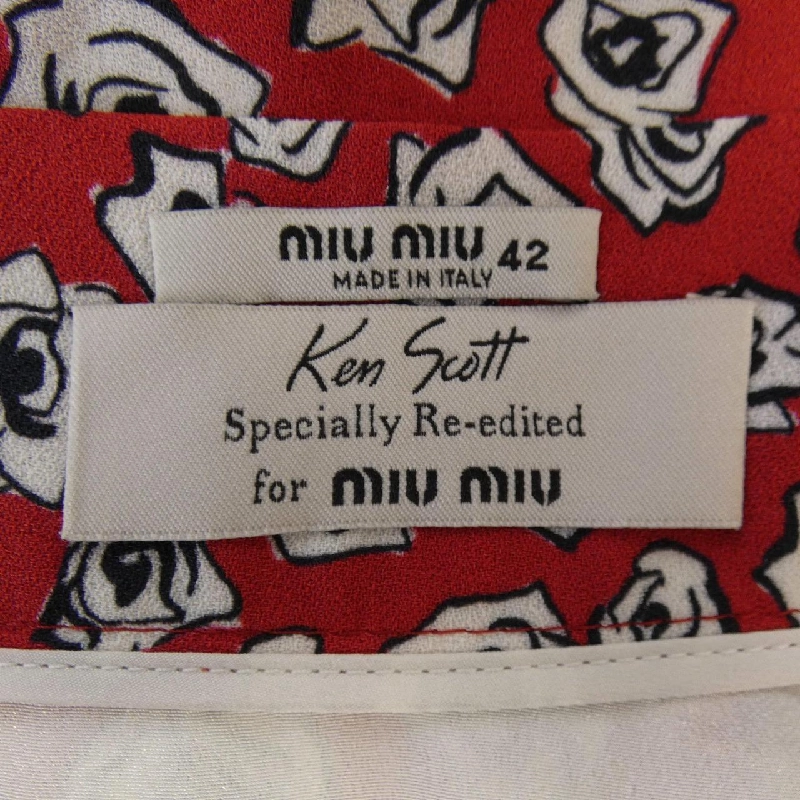 miu miu 42
MADE IN ITALY
Ken Scott
Specially Re-edited
for miu miu